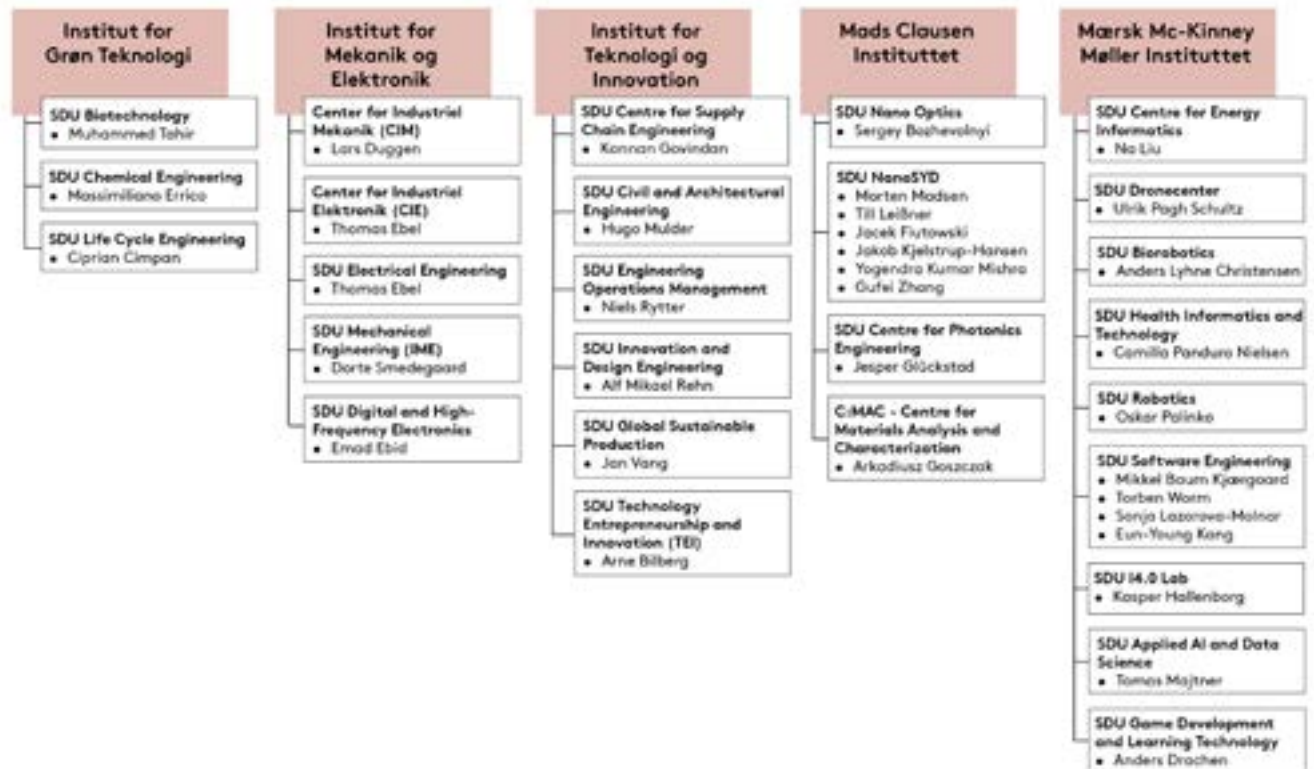 Institut for
Grøn Teknologi
SDU Biotechnology
• Muhammed Tahir
SDU Chemical Engineering
• Massimiliano Errico
SDU Life Cycle Engineering
• Ciprian Cimpan
Institut for
Mekanik og
Elektronik
Center for Industriel
Mekanik (CIM)
• Lars Duggen
Center for Industriel
Elektronik (CIE)
• Thomas Ebel
SDU Electrical Engineering
• Thomas Ebel
SDU Mechanical
Engineering (IME)
• Dorte Smedegaard
SDU Digital and High-
Frequency Electronics
• Emad Ebid
Institut for
Teknologi og
Innovation
SDU Centre for Supply
Chain Engineering
• Kannan Govindan
SDU Civil and Architectural
Engineering
• Hugo Mulder
SDU Engineering
Operations Management
• Niels Rytter
SDU Innovation and
Design Engineering
• Alf Mikael Rehn
SDU Global Sustainable
Production
• Jan Vang
SDU Technology
Entrepreneurship and
Innovation (TEI)
• Arne Bilberg
Mads Clausen
Instituttet
SDU Nano Optics
• Sergey Bozhevolnyi
SDU NanoSYD
• Morten Madsen
• Till Leißner
• Jacek Fiutowski
• Jakob Kjelstrup-Hansen
• Yogendra Kumar Mishra
• Gufei Zhang
SDU Centre for Photonics
Engineering
• Jesper Glückstad
C:MAC - Centre for
Materials Analysis and
Characterization
• Arkadiusz Goszczak
Mærsk Mc-Kinney
Møller Instituttet
SDU Centre for Energy
Informatics
• Na Liu
SDU Dronecenter
• Ulrik Pagh Schultz
SDU Biorobotics
• Anders Lyhne Christensen
SDU Health Informatics and
Technology
• Camilla Panduro Nielsen
SDU Robotics
• Oskar Palinko
SDU Software Engineering
• Mikkel Baun Kjærgaard
• Torben Worm
• Sanja Lazarova-Molnar
• Eun-Young Kang
SDU I4.0 Lab
• Kasper Hallenborg
SDU Applied AI and Data
Science
• Tomas Majtner
SDU Game Development
and Learning Technology
• Anders Drachen